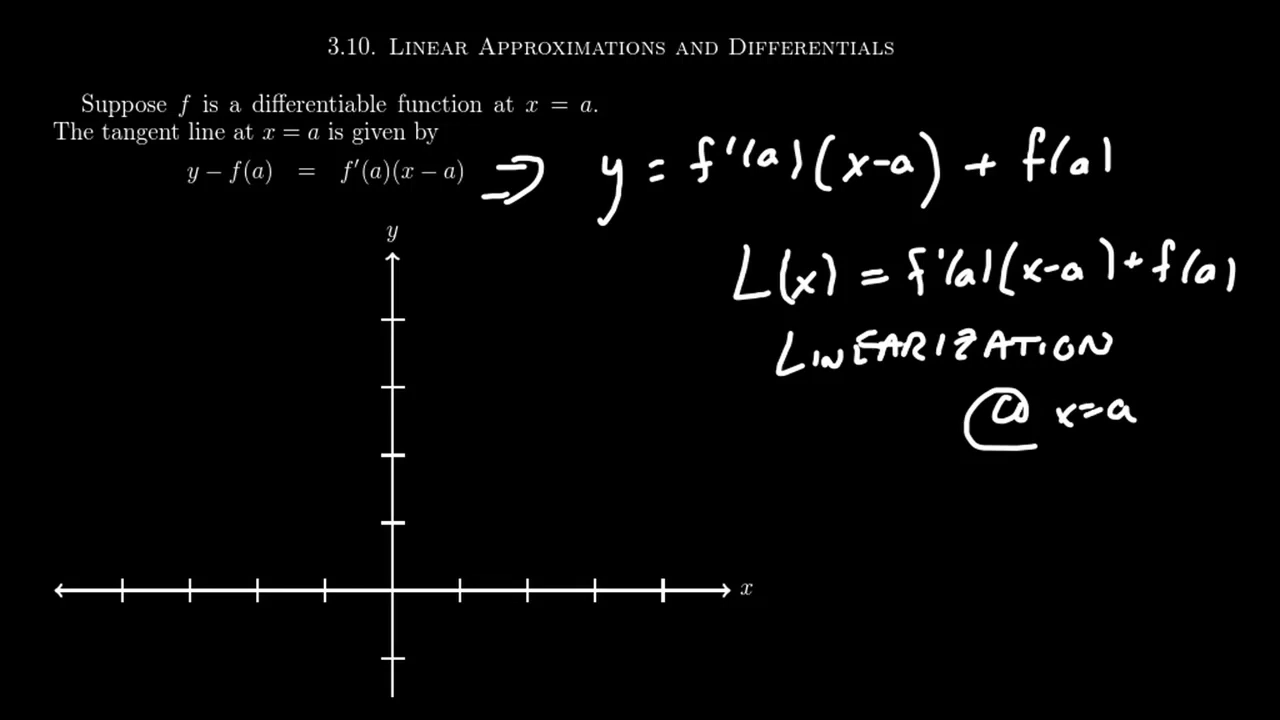 3.10. Linear Approximations and Differentials
Suppose f is a differentiable function at x = a.
The tangent line at x = a is given by
y − f(a) = f′(a)(x − a) ⇒ y = f'(a)(x-a) + f(a)
L(x) = f'(a)(x-a) + f(a)
LINEARIZATION
@ x=a
y
x